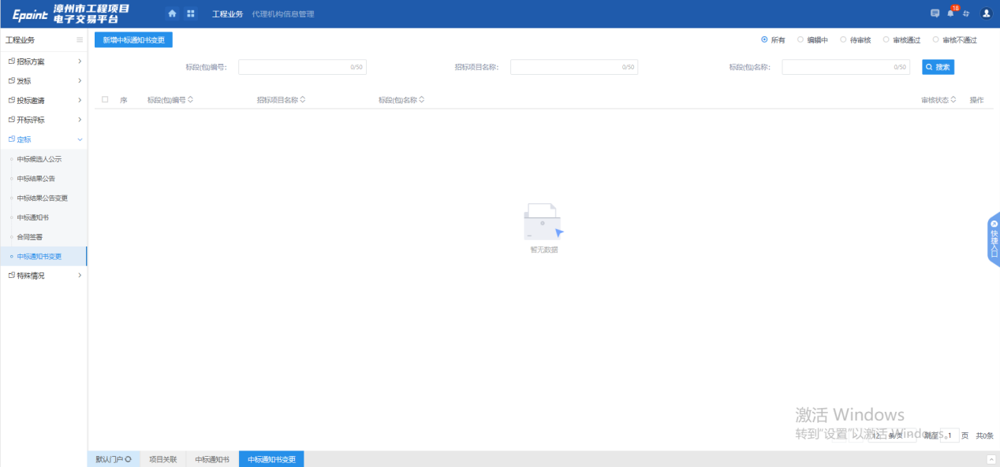 Epoint 漳州市工程项目
电子交易平台
工程业务 代理机构信息管理
18
工程业务
招标方案
发标
投标邀请
开标评标
定标
中标候选人公示
中标结果公告
中标结果公告变更
中标通知书
合同签署
中标通知书变更
特殊情况
新增中标通知书变更
所有 编辑中 待审核 审核通过 审核不通过
标段(包)编号: 0/50 招标项目名称: 0/50 标段(包)名称: 0/50 搜索
序 标段(包)编号 招标项目名称 标段(包)名称 审核状态 操作
暂无数据
快捷入口
激活 Windows
转到"设置"以激活 Windows。
12 条/页 跳至 1 页 共0条
默认门户 项目关联 中标通知书 中标通知书变更